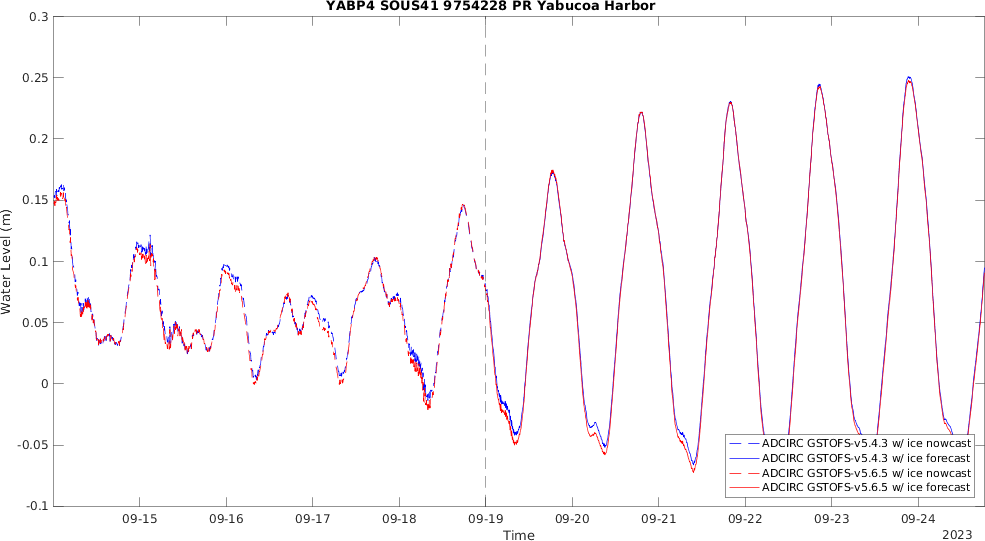 YABP4 SOUS41 9754228 PR Yabucoa Harbor
0.3
0.25
0.2
0.15
0.1
0.05
0
-0.05
-0.1
Water Level (m)
ADCIRC GSTOFS-v5.4.3 w/ ice nowcast
ADCIRC GSTOFS-v5.4.3 w/ ice forecast
ADCIRC GSTOFS-v5.6.5 w/ ice nowcast
ADCIRC GSTOFS-v5.6.5 w/ ice forecast
09-15 09-16 09-17 09-18 09-19 09-20 09-21 09-22 09-23 09-24
Time
2023